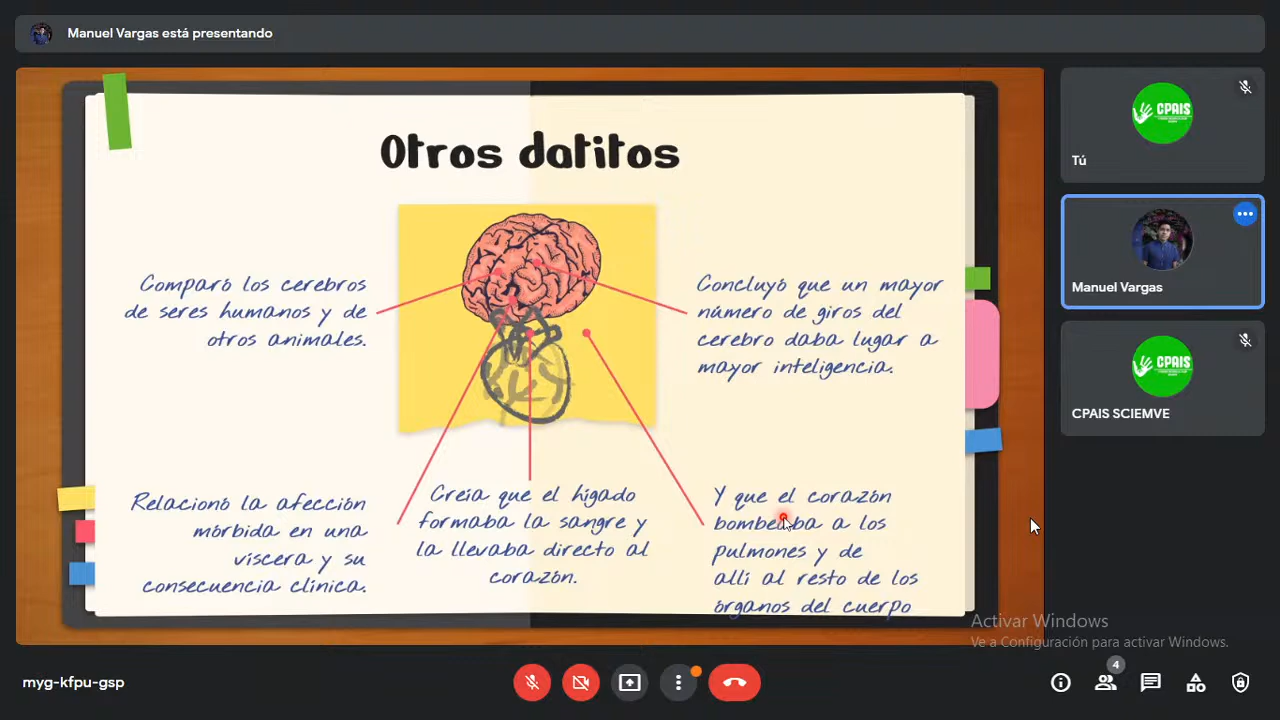 Manuel Vargas está presentando
Otros datitos
Comparó los cerebros
de seres humanos y de
otros animales.
Concluyó que un mayor
número de giros del
cerebro daba lugar a
mayor inteligencia.
Relacionó la afección
mórbida en una
víscera y su
consecuencia clínica.
Creía que el hígado
formaba la sangre y
la llevaba directo al
corazón.
Y que el corazón
bombeaba a los
pulmones y de
allí al resto de los
órganos del cuerpo
CPAIS
Tú
Manuel Vargas
CPAIS
CPAIS SCIEMVE
Activar Windows
Ve a Configuración para activar Windows.
myg-kfpu-gsp
4